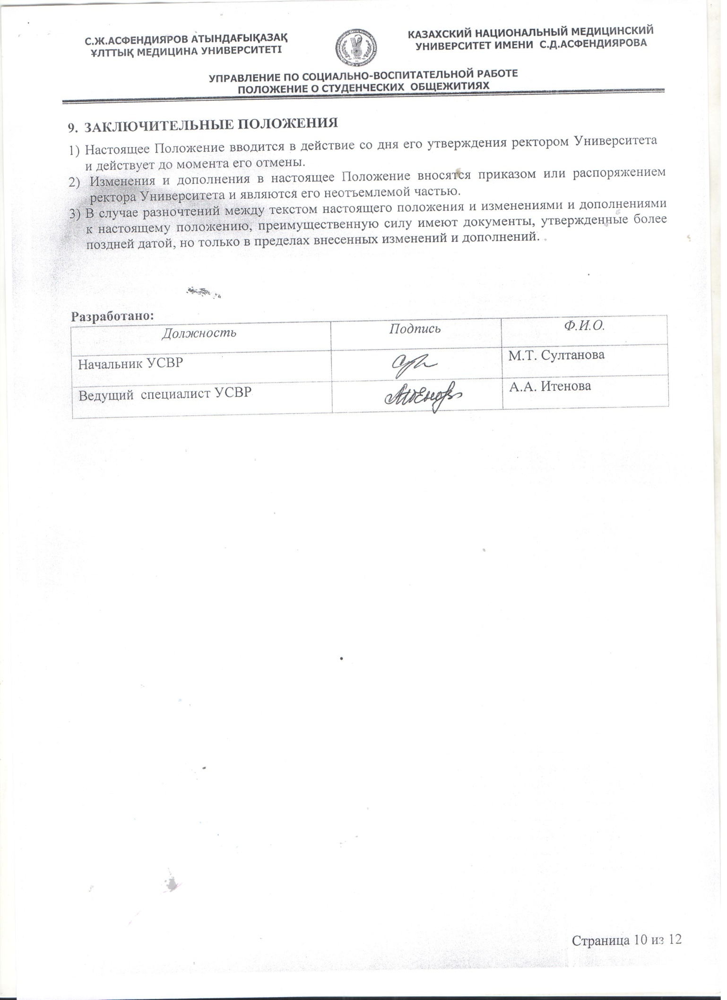 С.Ж.АСФЕНДИЯРОВ АТЫНДАҒЫҚАЗАҚ
ҰЛТТЫҚ МЕДИЦИНА УНИВЕРСИТЕТІ
КАЗАХСКИЙ НАЦИОНАЛЬНЫЙ МЕДИЦИНСКИЙ
УНИВЕРСИТЕТ ИМЕНИ С.Д.АСФЕНДИЯРОВА
УПРАВЛЕНИЕ ПО СОЦИАЛЬНО-ВОСПИТАТЕЛЬНОЙ РАБОТЕ
ПОЛОЖЕНИЕ О СТУДЕНЧЕСКИХ ОБЩЕЖИТИЯХ
9. ЗАКЛЮЧИТЕЛЬНЫЕ ПОЛОЖЕНИЯ
1) Настоящее Положение вводится в действие со дня его утверждения ректором Университета
и действует до момента его отмены.
2) Изменения и дополнения в настоящее Положение вносятся приказом или распоряжением
ректора Университета и являются его неотъемлемой частью.
3) В случае разночтений между текстом настоящего положения и изменениями и дополнениями
к настоящему положению, преимущественную силу имеют документы, утвержденные более
поздней датой, но только в пределах внесенных изменений и дополнений.
Разработано:
Должность Подпись Ф.И.О.
Начальник УСВР М.Т. Султанова
Ведущий специалист УСВР А.А. Итенова
Страница 10 из 12